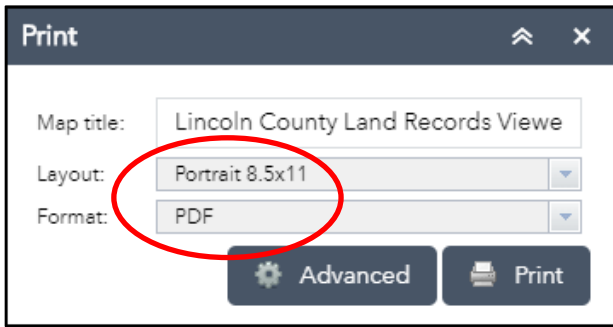 Print
Map title: Lincoln County Land Records Viewe
Layout: Portrait 8.5x11
Format: PDF
Advanced Print